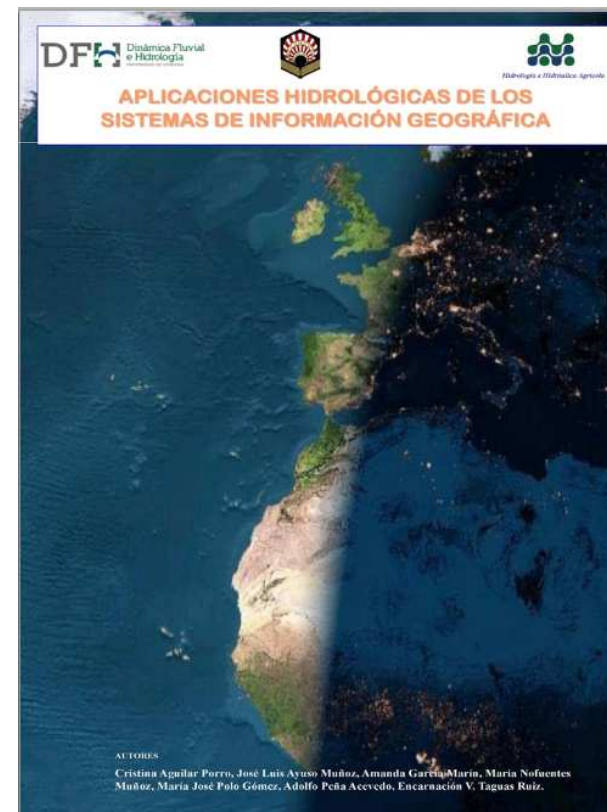 DFH Dinámica Fluvial
e Hidrología
Hidrología e Hidráulica Agrícola
APLICACIONES HIDROLÓGICAS DE LOS
SISTEMAS DE INFORMACIÓN GEOGRÁFICA
AUTORES
Cristina Aguilar Porro, José Luis Ayuso Muñoz, Amanda García Marín, María Nofuentes
Muñoz, María José Polo Gómez, Adolfo Peña Acevedo, Encarnación V. Taguas Ruiz.